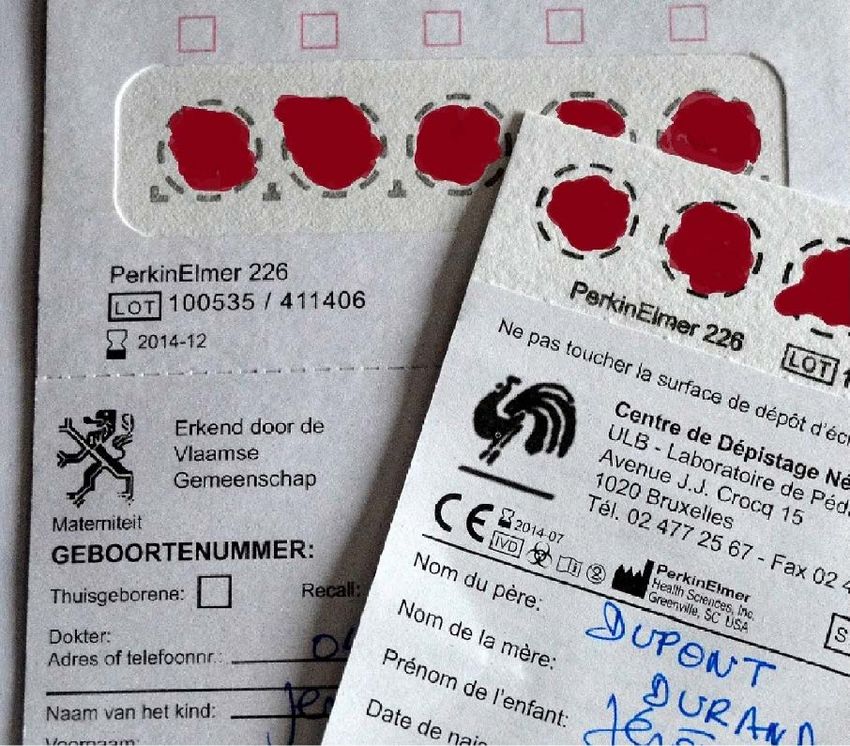 PerkinElmer 226
LOT 100535 / 411406
2014-12
Erkend door de
Vlaamse
Gemeenschap
Materniteit
GEBOORTENUMMER:
Thuisgeborene:
Recall:
Dokter:
Adres of telefoonnr.:
Naam van het kind:
Voornaam:
PerkinElmer 226
LOT
Ne pas toucher la surface de dépôt
Centre de Dépistage
ULB - Laboratoire de
Avenue J.J. Crocq 15
1020 Bruxelles
Tél. 02 477 25 67 - Fax 02 4
CE 2014-07
IVD
PerkinElmer
Health Sciences, Inc.
Greenville, SC USA
S
Nom du père: DUPONT
Nom de la mère: DURAND
Prénom de l'enfant:
Date de